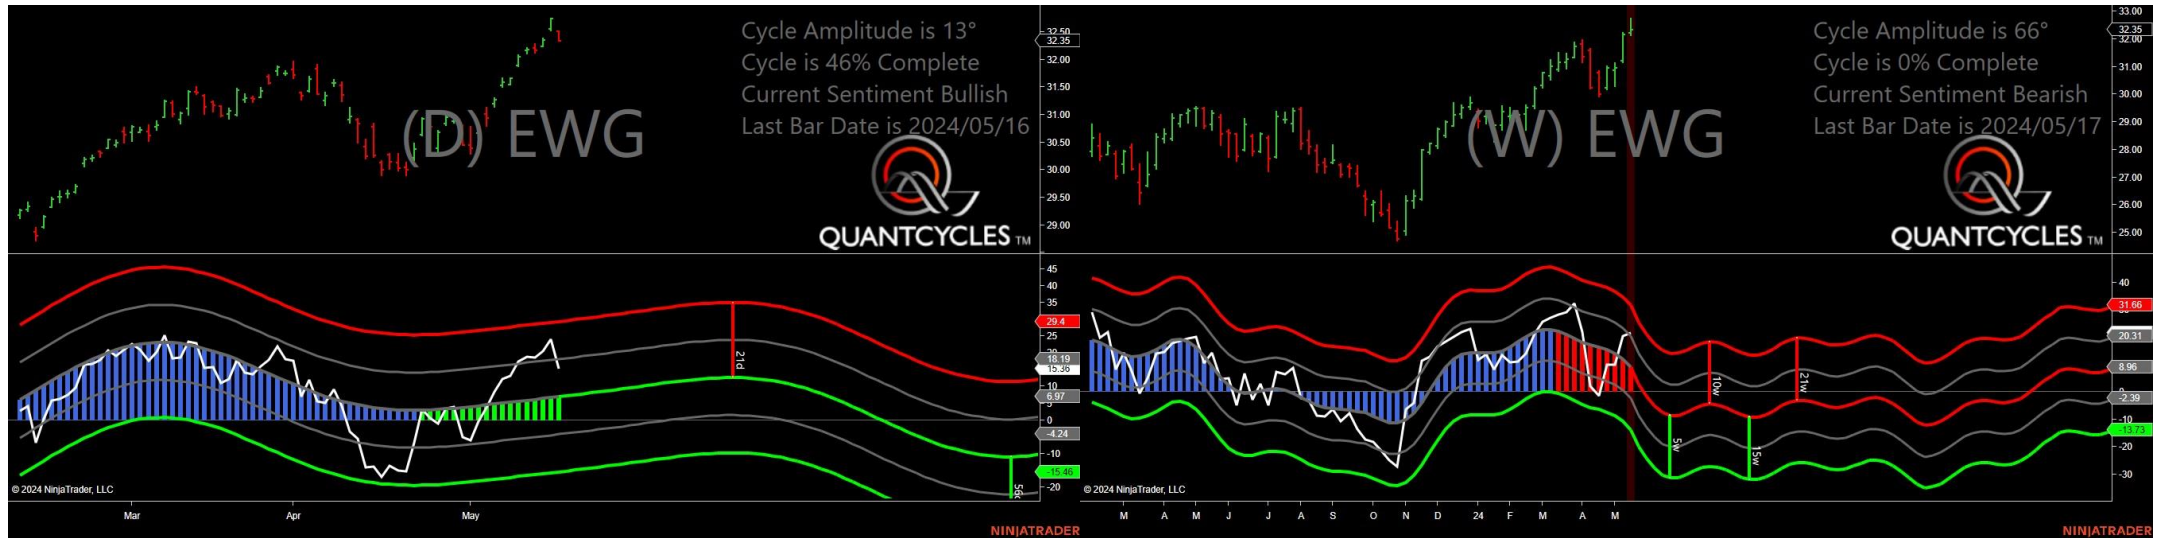 Cycle Amplitude is 13°
Cycle is 46% Complete
Current Sentiment Bullish
Last Bar Date is 2024/05/16
(D) EWG
QUANTCYCLES TM
32.50
32.35
32.00
31.50
31.00
30.50
30.00
29.50
29.00
45
40
35
29.4
25
20
18.19
15.36
10
6.97
5
0
-4.24
-10
-15.46
-20
21d
© 2024 NinjaTrader, LLC
Mar Apr May
NINJATRADER
Cycle Amplitude is 66°
Cycle is 0% Complete
Current Sentiment Bearish
Last Bar Date is 2024/05/17
(W) EWG
QUANTCYCLES TM
33.00
32.35
32.00
31.00
30.00
29.00
28.00
27.00
26.00
25.00
40
31.66
20.31
8.96
0
-2.39
-10
-13.73
-20
-30
5w
10w
15w
21w
© 2024 NinjaTrader, LLC
M A M J J A S O N D 24 F M A M
NINJATRADER